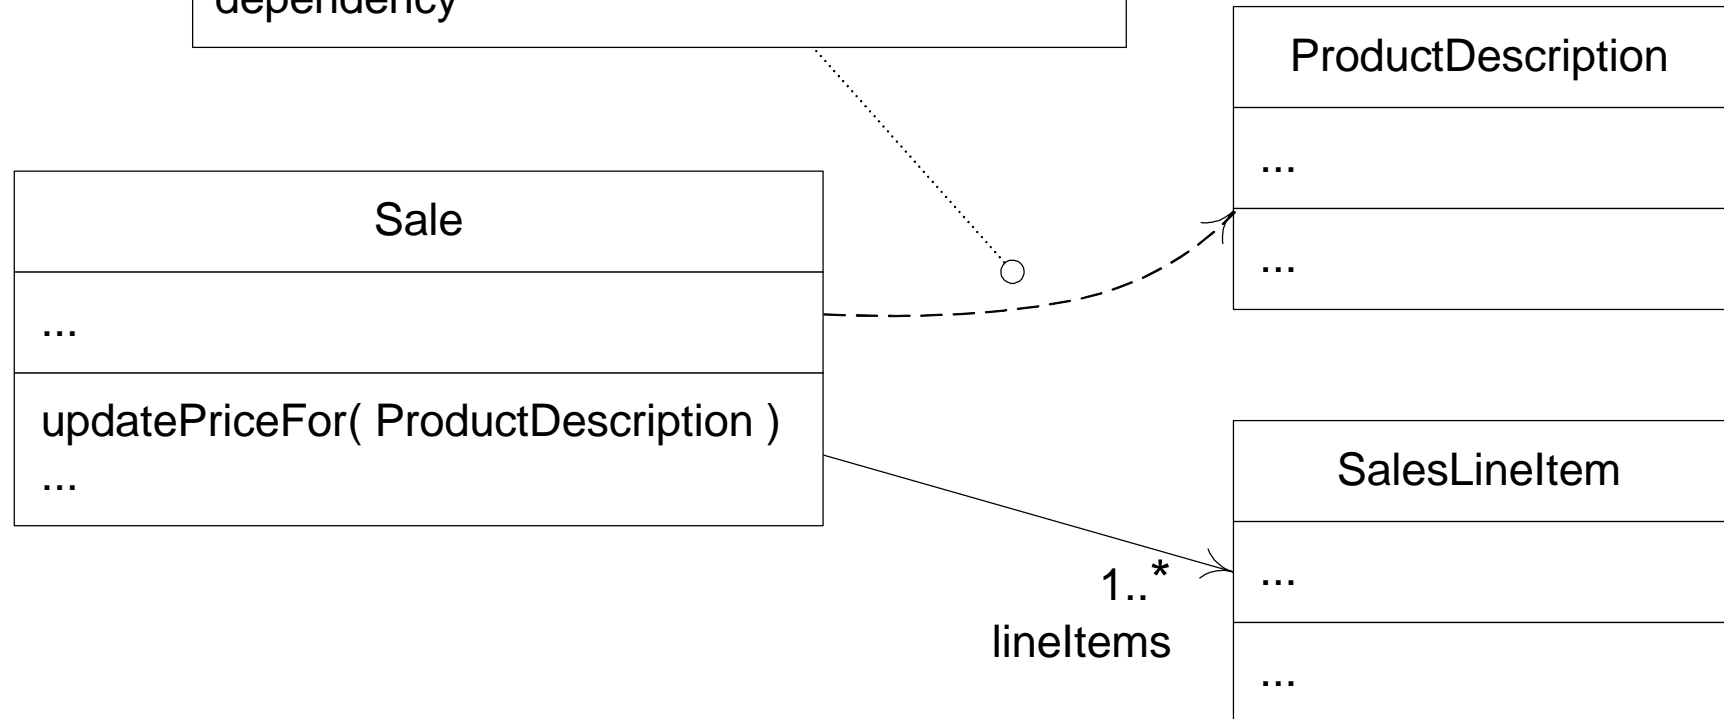 dependency
ProductDescription
...
...
Sale
...
updatePriceFor( ProductDescription )
...
SalesLineItem
...
...
1..*
lineItems